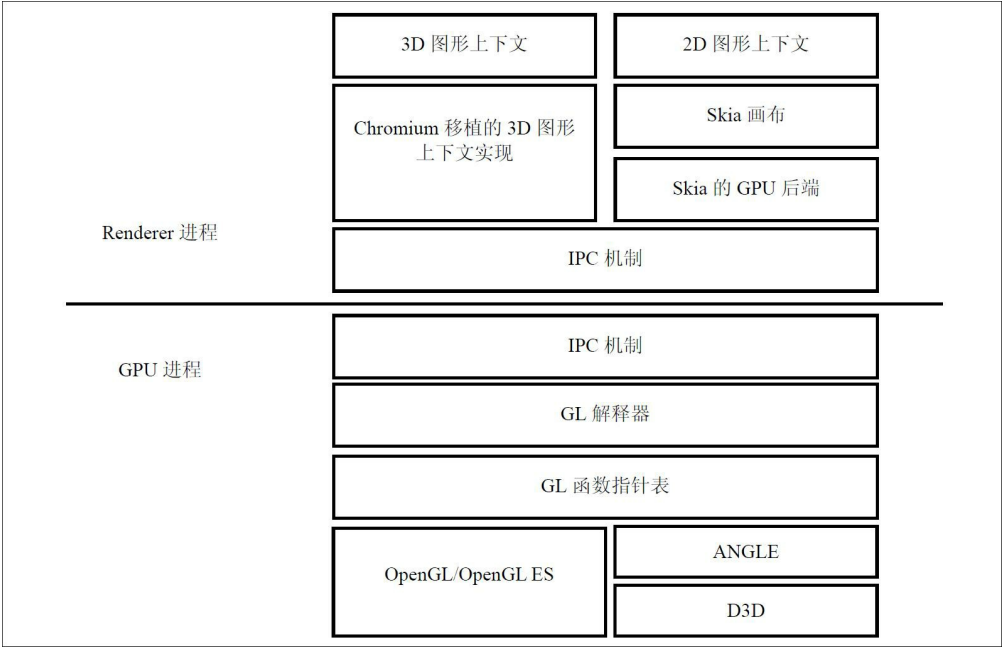 3D 图形上下文
2D 图形上下文
Chromium 移植的 3D 图形
上下文实现
Skia 画布
Skia 的 GPU 后端
Renderer 进程
IPC 机制
IPC 机制
GPU 进程
GL 解释器
GL 函数指针表
OpenGL/OpenGL ES
ANGLE
D3D